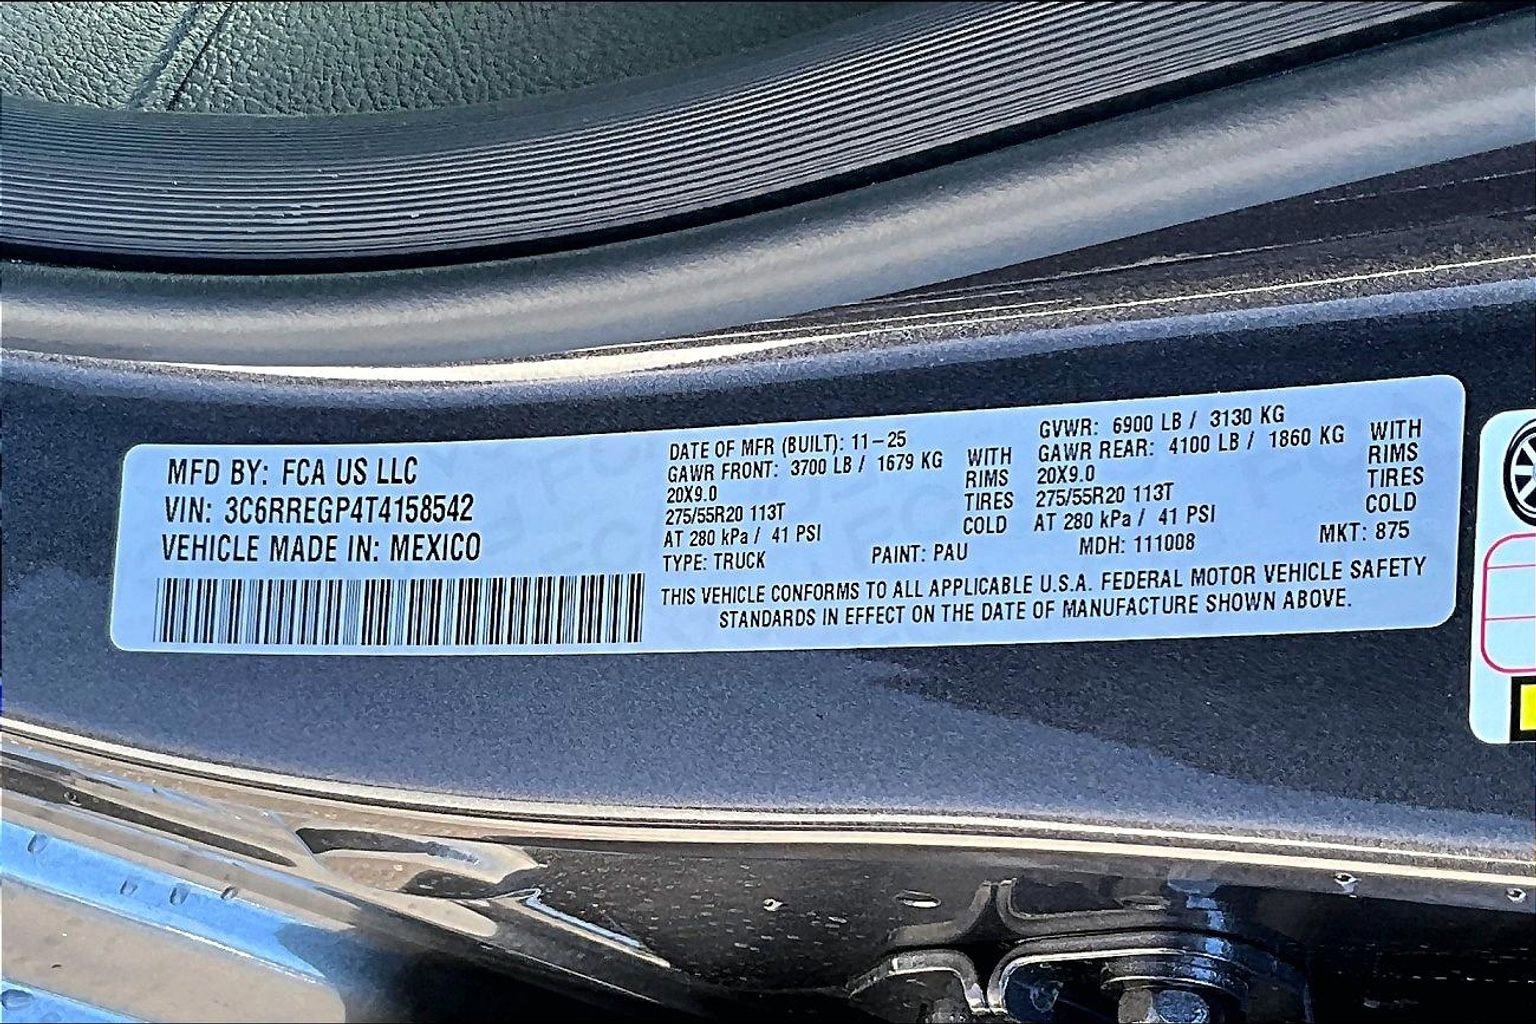 MFD BY: FCA US LLC
VIN: 3C6RREGP4T4158542
VEHICLE MADE IN: MEXICO
DATE OF MFR (BUILT): 11-25
GAWR FRONT: 3700 LB / 1679 KG WITH
20X9.0 RIMS
275/55R20 113T TIRES
AT 280 kPa / 41 PSI COLD
GVWR: 6900 LB / 3130 KG
GAWR REAR: 4100 LB / 1860 KG WITH
20X9.0 RIMS
275/55R20 113T TIRES
AT 280 kPa / 41 PSI COLD
TYPE: TRUCK PAINT: PAU MDH: 111008 MKT: 875
THIS VEHICLE CONFORMS TO ALL APPLICABLE U.S.A. FEDERAL MOTOR VEHICLE SAFETY
STANDARDS IN EFFECT ON THE DATE OF MANUFACTURE SHOWN ABOVE.